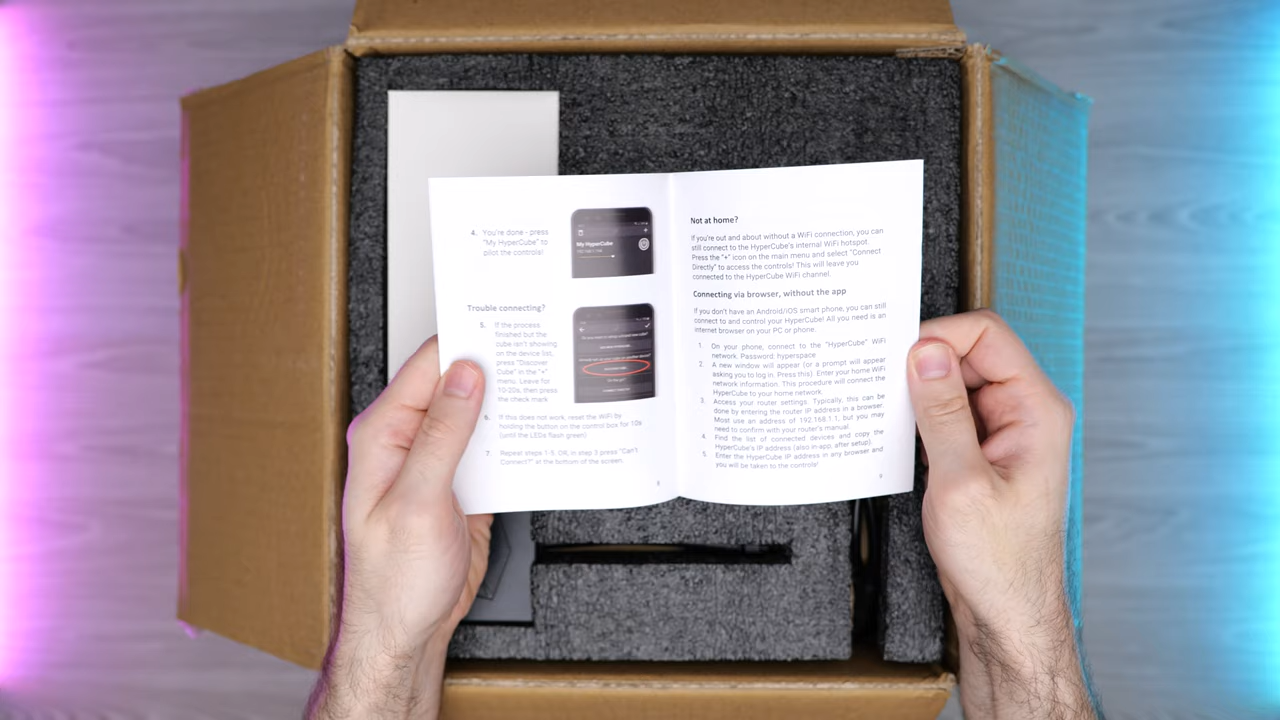 4. You're done - press
"My HyperCube" to
pilot the controls!
My HyperCube
Trouble connecting?
5. If the process
finished but the
cube isn't showing
on the device list,
press "Discover
Cube" in the "+"
menu. Leave for
10-20s, then press
the check mark
6. If this does not work, reset the WiFi by
holding the button on the control box for 10s
(until the LEDs flash green)
7. Repeat steps 1-5. OR, in step 3 press "Can't
Connect?" at the bottom of the screen.
8
Not at home?
If you're out and about without a WiFi connection, you can
still connect to the HyperCube's internal WiFi hotspot.
Press the "+" icon on the main menu and select "Connect
Directly" to access the controls! This will leave you
connected to the HyperCube WiFi channel.
Connecting via browser, without the app
If you don't have an Android/iOS smart phone, you can still
connect to and control your HyperCube! All you need is an
internet browser on your PC or phone.
1. On your phone, connect to the "HyperCube" WiFi
network. Password: hyperspace
2. A new window will appear (or a prompt will appear
asking you to log in. Press this). Enter your home WiFi
network information. This procedure will connect the
HyperCube to your home network.
3. Access your router settings. Typically, this can be
done by entering the router IP address in a browser.
Most use an address of 192.168.1.1, but you may
need to confirm with your router's manual.
4. Find the list of connected devices and copy the
HyperCube's IP address (also in app, after setup).
5. Enter the HyperCube IP address in any browser and
you will be taken to the controls!
9